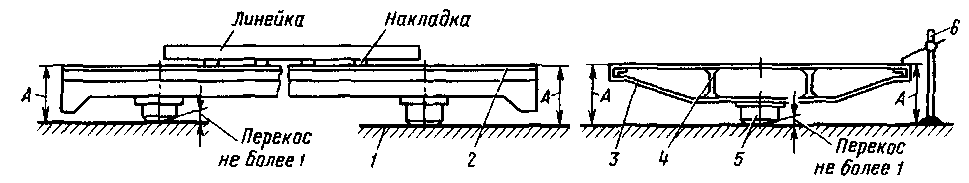 Линейка
Накладка
6
А
А
А
А
Перекос
не более 1
1
2
3
4
5
Перекос
не более 1